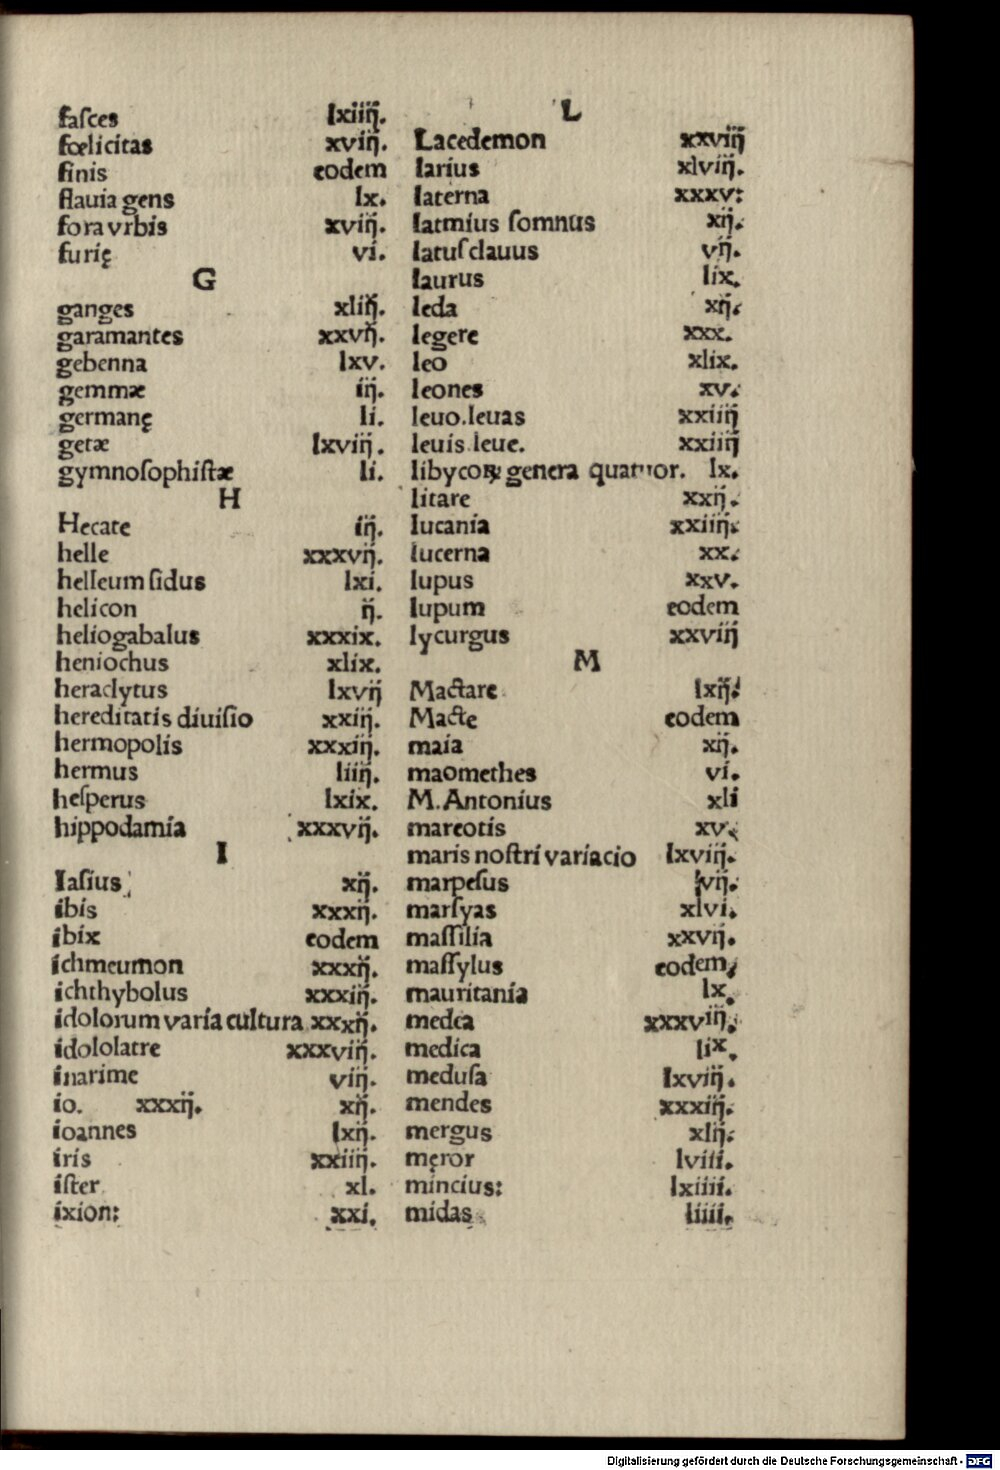 faſces lxiiij.
fœlicitas xviij.
finis eodem
flauia gens lx.
fora vrbis xviij.
furię vi.
G
ganges xliij.
garamantes xxvij.
gebenna lxv.
gemmæ iij.
germanę li.
getæ lxviij.
gymnoſophiſtæ li.
H
Hecate iij.
helle xxxvij.
helleum ſidus lxi.
helicon ij.
heliogabalus xxxix.
heniochus xlix.
heraclytus lxvij
hereditatis diuiſio xxiij.
hermopolis xxxiij.
hermus liiij.
heſperus lxix.
hippodamia xxxvij.
I
Iaſius xij.
ibis xxxij.
ibix eodem
ichmeumon xxxij.
ichthybolus xxxiij.
idolorum varia cultura xxxij.
idololatre xxxviij.
inarime viij.
io. xxxij. xij.
ioannes lxij.
iris xxiiij.
iſter xl.
ixion: xxi.
L
Lacedemon xxviij
larius xlviij.
laterna xxxv:
latmius ſomnus xij.
latuſclauus vij.
laurus lix.
leda xij.
legere xxx.
leo xlix.
leones xv.
leuo.leuas xxiiij
leuis leue. xxiiij
libycoꝝ genera quatuor. lx.
litare xxij.
lucania xxiiij.
lucerna xx.
lupus xxv.
lupum eodem
lycurgus xxviij
M
Mactare lxij.
Macte eodem
maia xij.
maomethes vi.
M.Antonius xli
mareotis xv.
maris noſtri variacio lxviij.
marpeſus lvij.
marſyas xlvi.
maſſilia xxvij.
maſſylus eodem
mauritania lx.
medea xxxviij.
medica lix.
meduſa lxviij.
mendes xxxiij.
mergus xlij.
męror lviii.
mincius: lxiiii.
midas liiii.
Digitalisierung gefördert durch die Deutsche Forschungsgemeinschaft - DFG